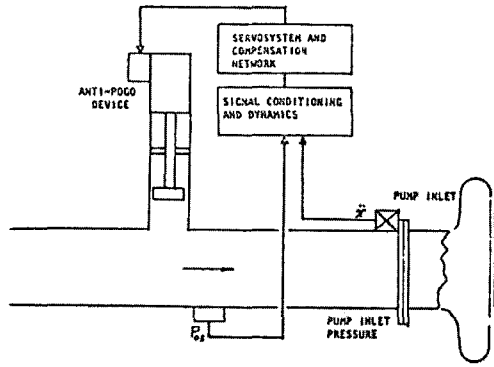 SERVOSYSTEM AND
COMPENSATION
NETWORK
ANTI-POGO
DEVICE
SIGNAL CONDITIONING
AND DYNAMICS
PUMP INLET
PUMP INLET
PRESSURE